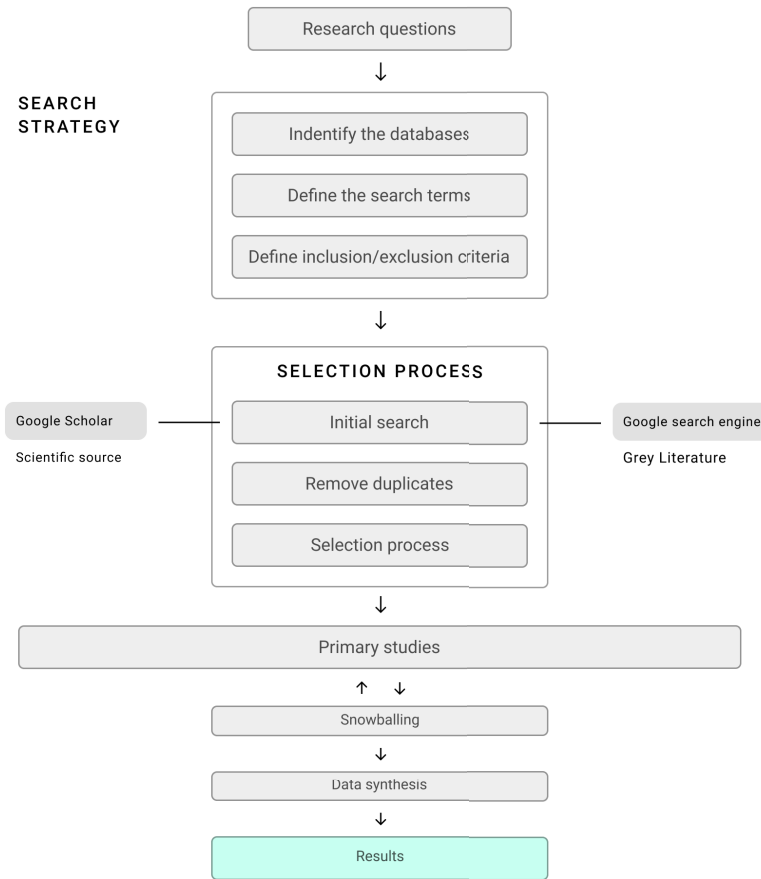 Research questions
SEARCH
STRATEGY
Indentify the databases
Define the search terms
Define inclusion/exclusion criteria
SELECTION PROCESS
Google Scholar
Scientific source
Initial search
Google search engine
Grey Literature
Remove duplicates
Selection process
Primary studies
Snowballing
Data synthesis
Results